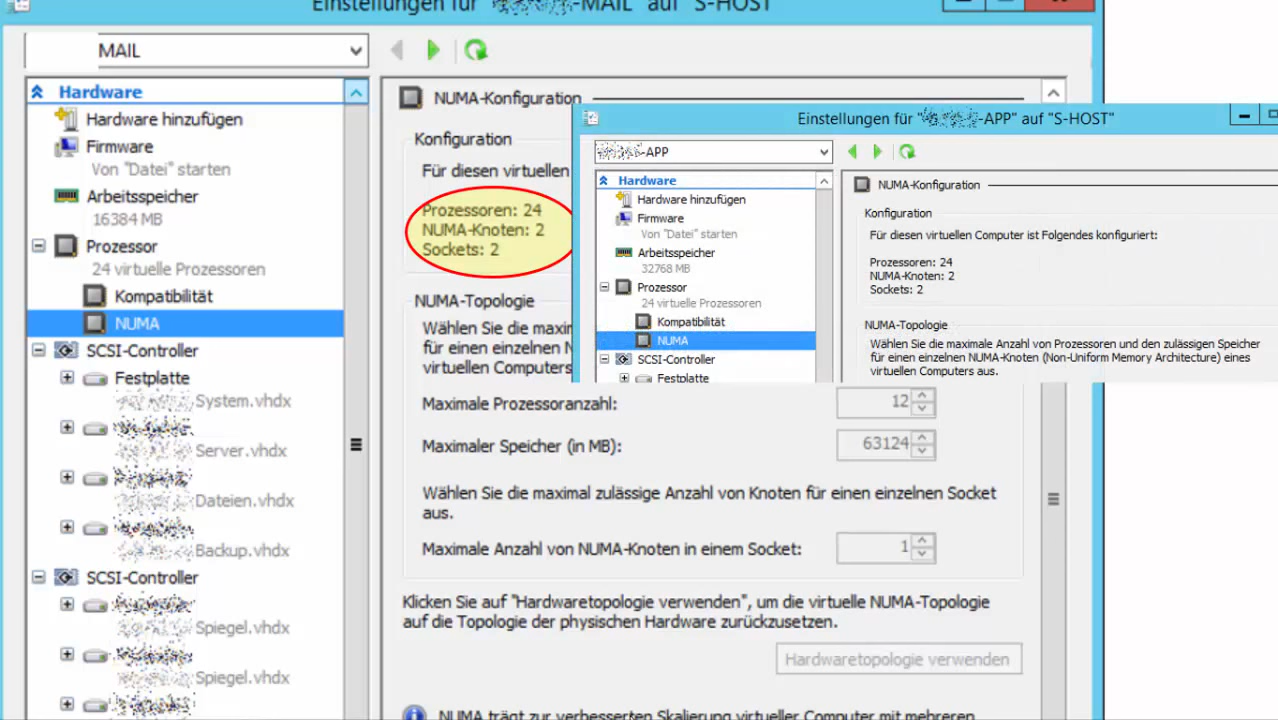 Einstellungen für "-MAIL" auf "S-HOST"
MAIL
Hardware
Hardware hinzufügen
Firmware
Von "Datei" starten
Arbeitsspeicher
16384 MB
Prozessor
24 virtuelle Prozessoren
Kompatibilität
NUMA
SCSI-Controller
Festplatte
System.vhdx
Server.vhdx
Dateien.vhdx
Backup.vhdx
SCSI-Controller
Spiegel.vhdx
Spiegel.vhdx
NUMA-Konfiguration
Konfiguration
Für diesen virtuellen
Prozessoren: 24
NUMA-Knoten: 2
Sockets: 2
NUMA-Topologie
Wählen Sie die maxim
für einen einzelnen N
virtuellen Computers
Maximale Prozessoranzahl: 12
Maximaler Speicher (in MB): 63124
Wählen Sie die maximal zulässige Anzahl von Knoten für einen einzelnen Socket
aus.
Maximale Anzahl von NUMA-Knoten in einem Socket: 1
Klicken Sie auf "Hardwaretopologie verwenden", um die virtuelle NUMA-Topologie
auf die Topologie der physischen Hardware zurückzusetzen.
Hardwaretopologie verwenden
NUMA trägt zur verbesserten Skalierung virtueller Computer mit mehreren
Einstellungen für "-APP" auf "S-HOST"
-APP
Hardware
Hardware hinzufügen
Firmware
Von "Datei" starten
Arbeitsspeicher
32768 MB
Prozessor
24 virtuelle Prozessoren
Kompatibilität
NUMA
SCSI-Controller
Festplatte
NUMA-Konfiguration
Konfiguration
Für diesen virtuellen Computer ist Folgendes konfiguriert:
Prozessoren: 24
NUMA-Knoten: 2
Sockets: 2
NUMA-Topologie
Wählen Sie die maximale Anzahl von Prozessoren und den zulässigen Speicher
für einen einzelnen NUMA-Knoten (Non-Uniform Memory Architecture) eines
virtuellen Computers aus.